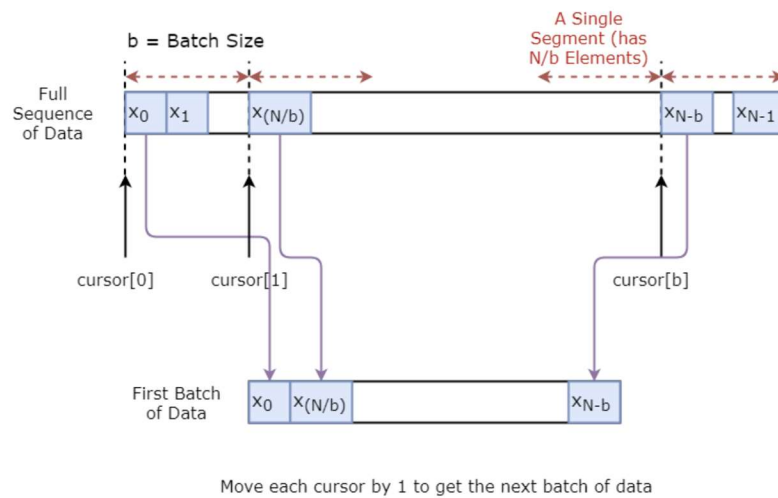 b = Batch Size
A Single
Segment (has
N/b Elements)
Full
Sequence
of Data
x₀ x₁ x(N/b) xN-b xN-1
cursor[0] cursor[1] cursor[b]
First Batch
of Data
x₀ x(N/b) xN-b
Move each cursor by 1 to get the next batch of data